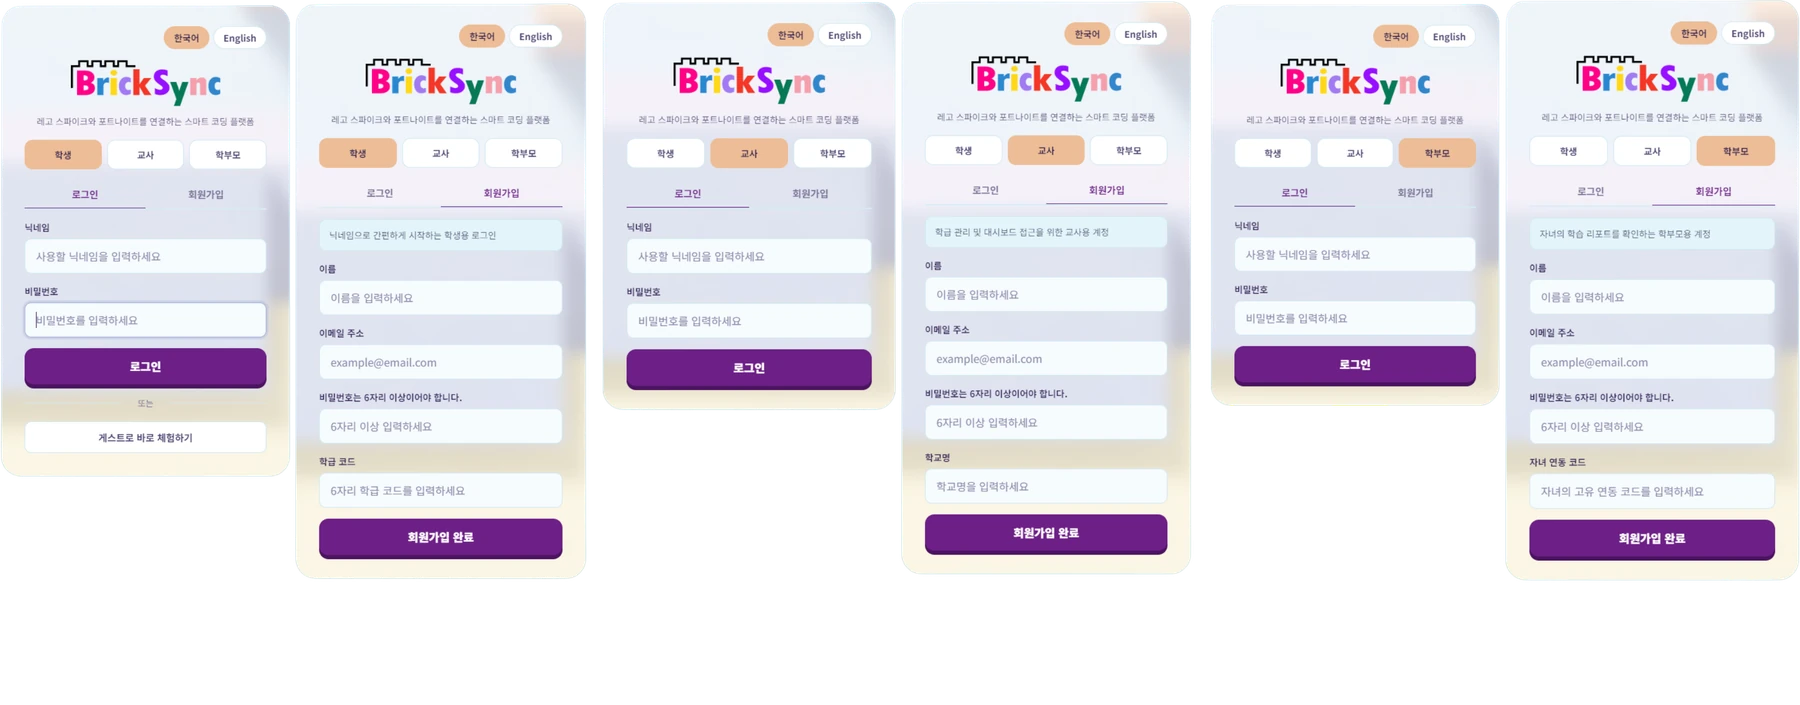 한국어 English
BrickSync
레고 스파이크와 포트나이트를 연결하는 스마트 코딩 플랫폼
학생 교사 학부모
로그인 회원가입
닉네임
사용할 닉네임을 입력하세요
비밀번호
비밀번호를 입력하세요
로그인
또는
게스트로 바로 체험하기
한국어 English
BrickSync
레고 스파이크와 포트나이트를 연결하는 스마트 코딩 플랫폼
학생 교사 학부모
로그인 회원가입
닉네임으로 간편하게 시작하는 학생용 로그인
이름
이름을 입력하세요
이메일 주소
example@email.com
비밀번호는 6자리 이상이어야 합니다.
6자리 이상 입력하세요
학급 코드
6자리 학급 코드를 입력하세요
회원가입 완료
한국어 English
BrickSync
레고 스파이크와 포트나이트를 연결하는 스마트 코딩 플랫폼
학생 교사 학부모
로그인 회원가입
닉네임
사용할 닉네임을 입력하세요
비밀번호
비밀번호를 입력하세요
로그인
한국어 English
BrickSync
레고 스파이크와 포트나이트를 연결하는 스마트 코딩 플랫폼
학생 교사 학부모
로그인 회원가입
학급 관리 및 대시보드 접근을 위한 교사용 계정
이름
이름을 입력하세요
이메일 주소
example@email.com
비밀번호는 6자리 이상이어야 합니다.
6자리 이상 입력하세요
학교명
학교명을 입력하세요
회원가입 완료
한국어 English
BrickSync
레고 스파이크와 포트나이트를 연결하는 스마트 코딩 플랫폼
학생 교사 학부모
로그인 회원가입
닉네임
사용할 닉네임을 입력하세요
비밀번호
비밀번호를 입력하세요
로그인
한국어 English
BrickSync
레고 스파이크와 포트나이트를 연결하는 스마트 코딩 플랫폼
학생 교사 학부모
로그인 회원가입
자녀의 학습 리포트를 확인하는 학부모용 계정
이름
이름을 입력하세요
이메일 주소
example@email.com
비밀번호는 6자리 이상이어야 합니다.
6자리 이상 입력하세요
자녀 연동 코드
자녀의 고유 연동 코드를 입력하세요
회원가입 완료